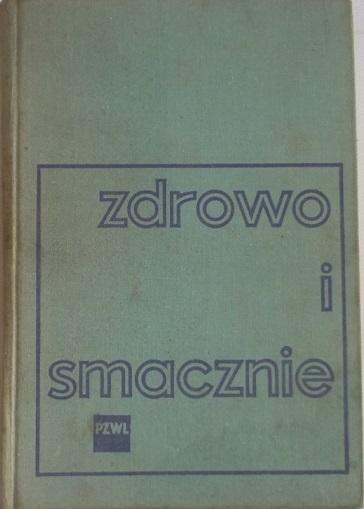 zdrowo
i
smacznie
PZWL